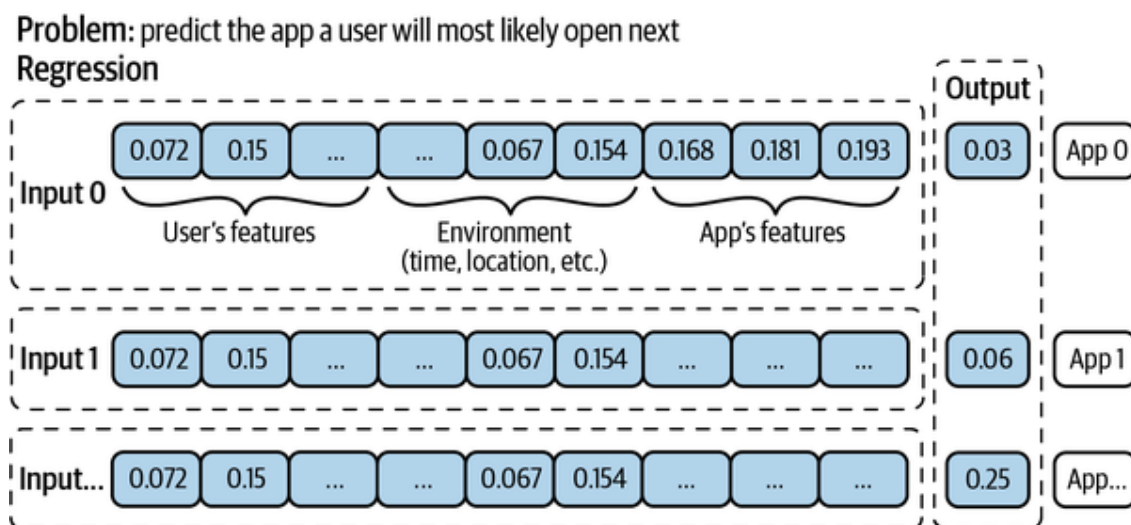 Problem: predict the app a user will most likely open next
Regression
Output
0.072 0.15 ... ... 0.067 0.154 0.168 0.181 0.193 0.03 App 0
Input 0
User's features Environment App's features
(time, location, etc.)
Input 1 0.072 0.15 ... ... 0.067 0.154 ... ... ... 0.06 App 1
Input... 0.072 0.15 ... ... 0.067 0.154 ... ... ... 0.25 App...